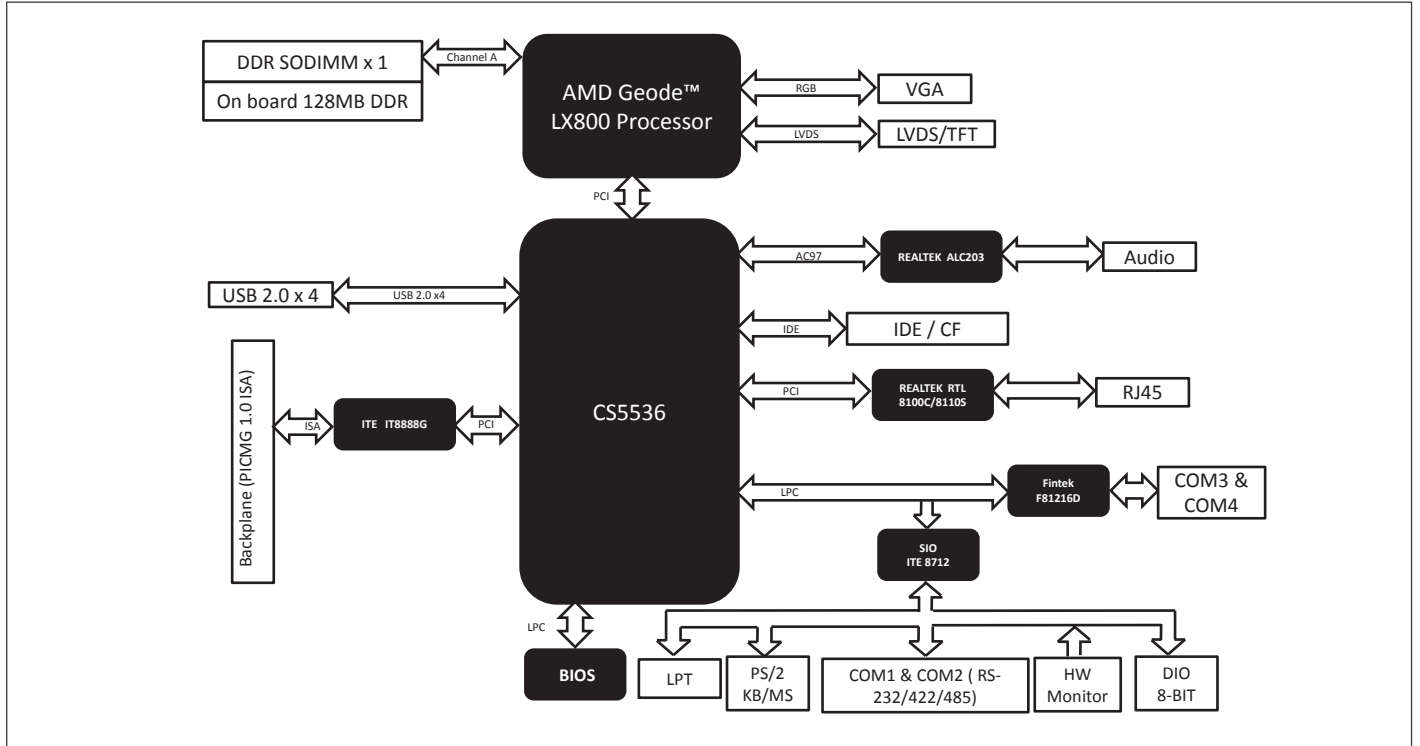 DDR SODIMM x 1
On board 128MB DDR
Channel A
AMD Geode™
LX800 Processor
RGB
VGA
LVDS
LVDS/TFT
PCI
CS5536
AC97
REALTEK ALC203
Audio
USB 2.0 x 4
USB 2.0 x4
IDE
IDE / CF
PCI
REALTEK RTL
8100C/8110S
RJ45
Backplane (PICMG 1.0 ISA)
ISA
ITE IT8888G
PCI
LPC
Fintek
F81216D
COM3 &
COM4
SIO
ITE 8712
LPC
BIOS
LPT
PS/2
KB/MS
COM1 & COM2 ( RS-
232/422/485)
HW
Monitor
DIO
8-BIT